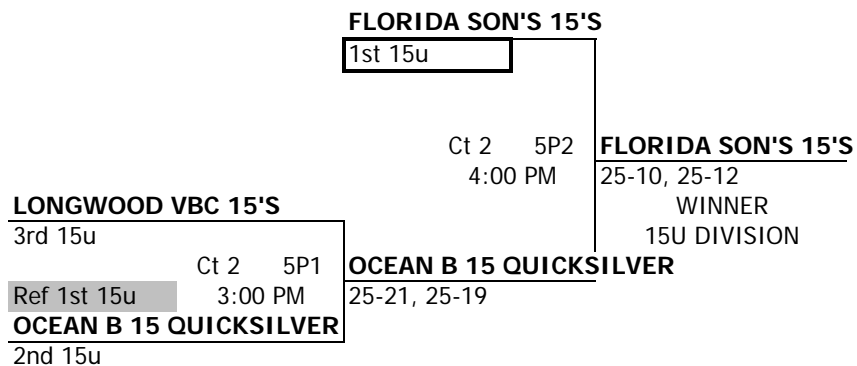 FLORIDA SON'S 15'S
1st 15u
Ct 2 5P2 FLORIDA SON'S 15'S
4:00 PM 25-10, 25-12
LONGWOOD VBC 15'S WINNER
3rd 15u 15U DIVISION
Ct 2 5P1 OCEAN B 15 QUICKSILVER
Ref 1st 15u 3:00 PM 25-21, 25-19
OCEAN B 15 QUICKSILVER
2nd 15u